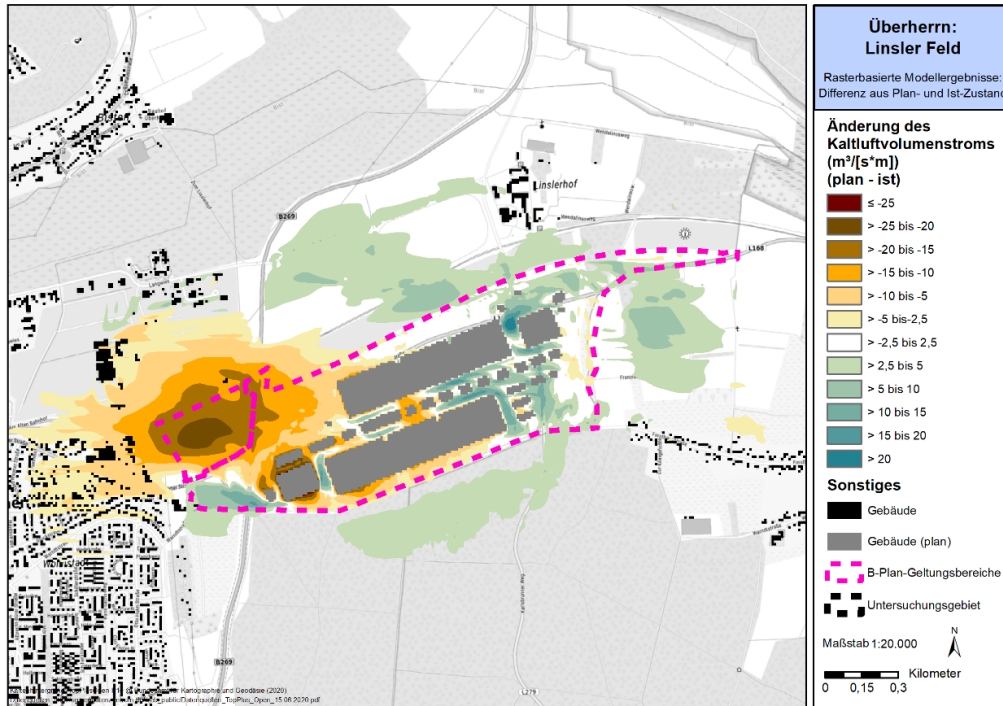 Überherrn:
Linsler Feld
Rasterbasierte Modellergebnisse:
Differenz aus Plan- und Ist-Zustand
Änderung des
Kaltluftvolumenstroms
(m³/[s*m])
(plan - ist)
≤ -25
> -25 bis -20
> -20 bis -15
> -15 bis -10
> -10 bis -5
> -5 bis-2,5
> -2,5 bis 2,5
> 2,5 bis 5
> 5 bis 10
> 10 bis 15
> 15 bis 20
> 20
Sonstiges
Gebäude
Gebäude (plan)
B-Plan-Geltungsbereiche
Untersuchungsgebiet
Maßstab 1:20.000
N
Kilometer
0 0,15 0,3
Bist
Bist
Linslerhof
Wendalinusweg
B269
L168
B269
L279